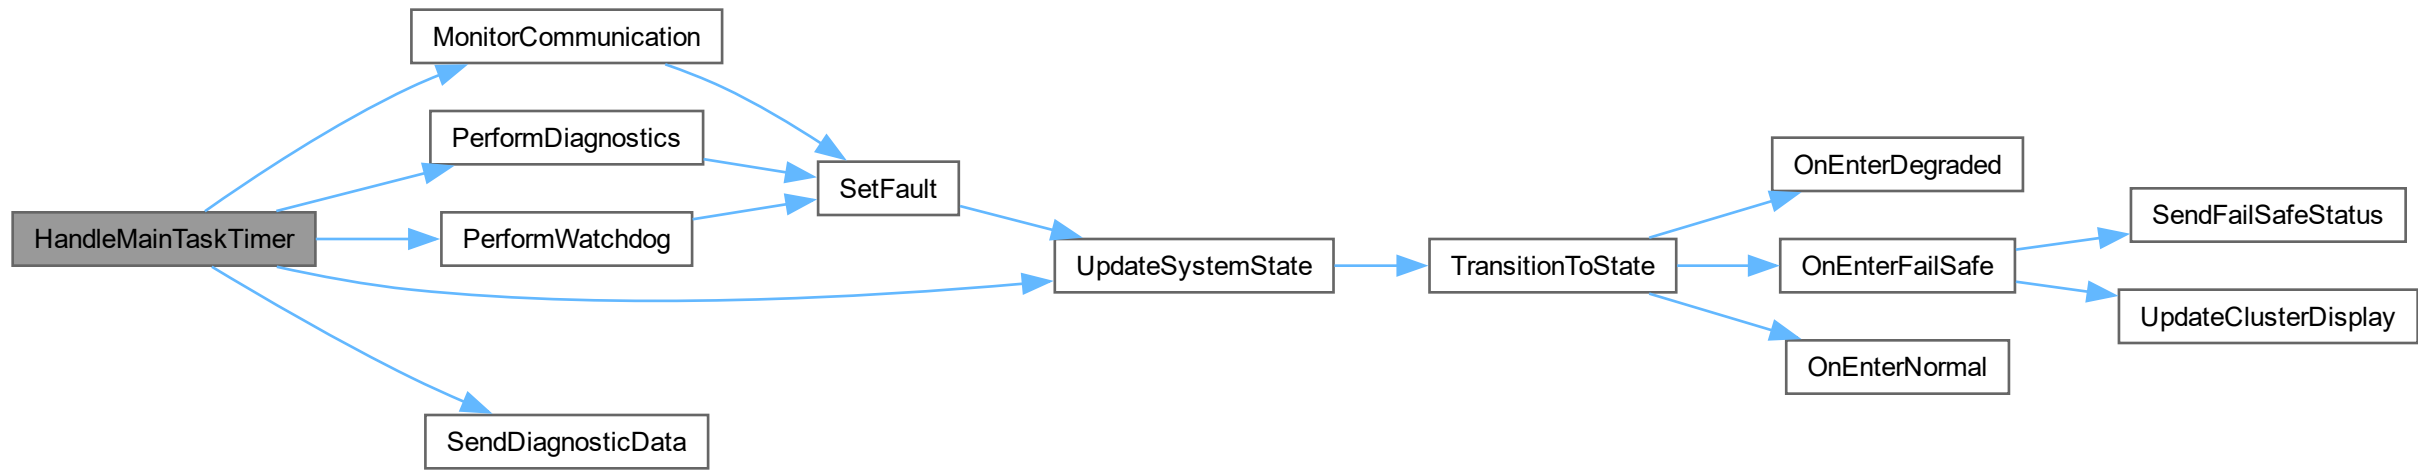 HandleMainTaskTimer
MonitorCommunication
PerformDiagnostics
PerformWatchdog
SendDiagnosticData
SetFault
UpdateSystemState
TransitionToState
OnEnterDegraded
OnEnterFailSafe
OnEnterNormal
SendFailSafeStatus
UpdateClusterDisplay